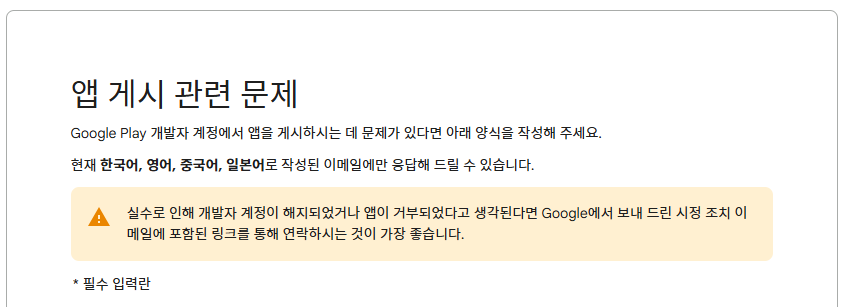 앱 게시 관련 문제
Google Play 개발자 계정에서 앱을 게시하시는 데 문제가 있다면 아래 양식을 작성해 주세요.
현재 한국어, 영어, 중국어, 일본어로 작성된 이메일에만 응답해 드릴 수 있습니다.
실수로 인해 개발자 계정이 해지되었거나 앱이 거부되었다고 생각된다면 Google에서 보내 드린 시정 조치 이
메일에 포함된 링크를 통해 연락하시는 것이 가장 좋습니다.
* 필수 입력란